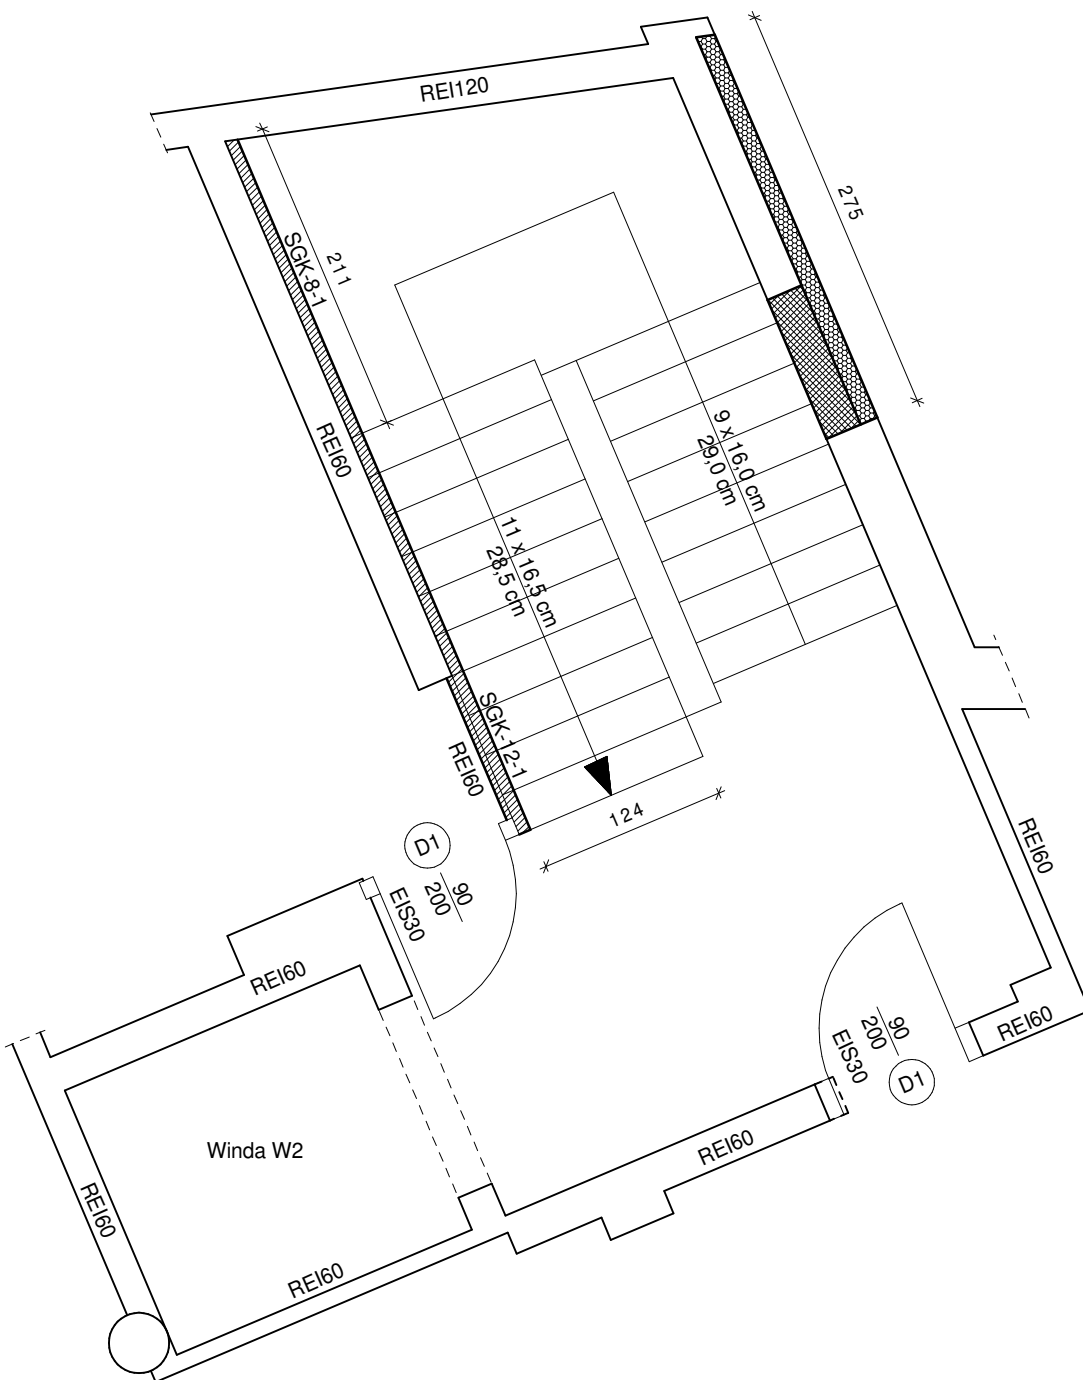 REI120
275
SGK-8-1
211
REI60
9 x 16,0 cm
29,0 cm
11 x 16,5 cm
28,5 cm
SGK-12-1
REI60
124
D1
90
200
EIS30
REI60
REI60
90
200
EIS30
D1
REI60
REI60
Winda W2
REI60
REI60